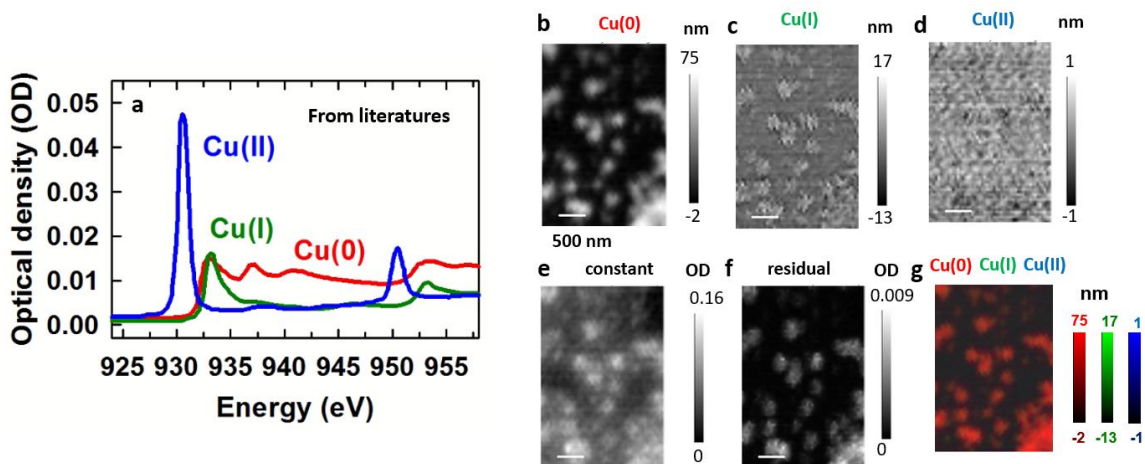 a
From literatures
Cu(II)
Cu(I)
Cu(0)
Optical density (OD)
0.05
0.04
0.03
0.02
0.01
0.00
925 930 935 940 945 950 955
Energy (eV)
b Cu(0) nm
75
-2
500 nm
c Cu(I) nm
17
-13
d Cu(II) nm
1
-1
e constant OD
0.16
0
f residual OD
0.009
0
g Cu(0) Cu(I) Cu(II)
nm
75 17 1
-2 -13 -1